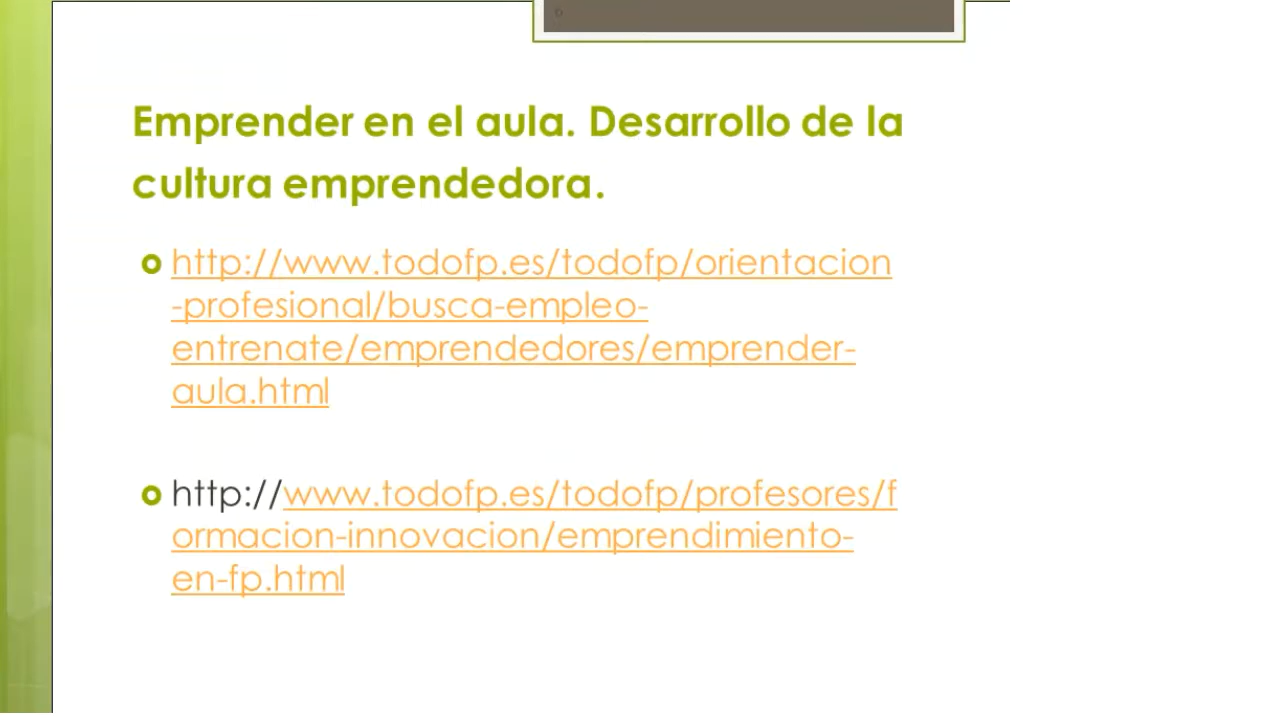 6
Emprender en el aula. Desarrollo de la
cultura emprendedora.
http://www.todofp.es/todofp/orientacion
-profesional/busca-empleo-
entrenate/emprendedores/emprender-
aula.html
http://www.todofp.es/todofp/profesores/f
ormacion-innovacion/emprendimiento-
en-fp.html